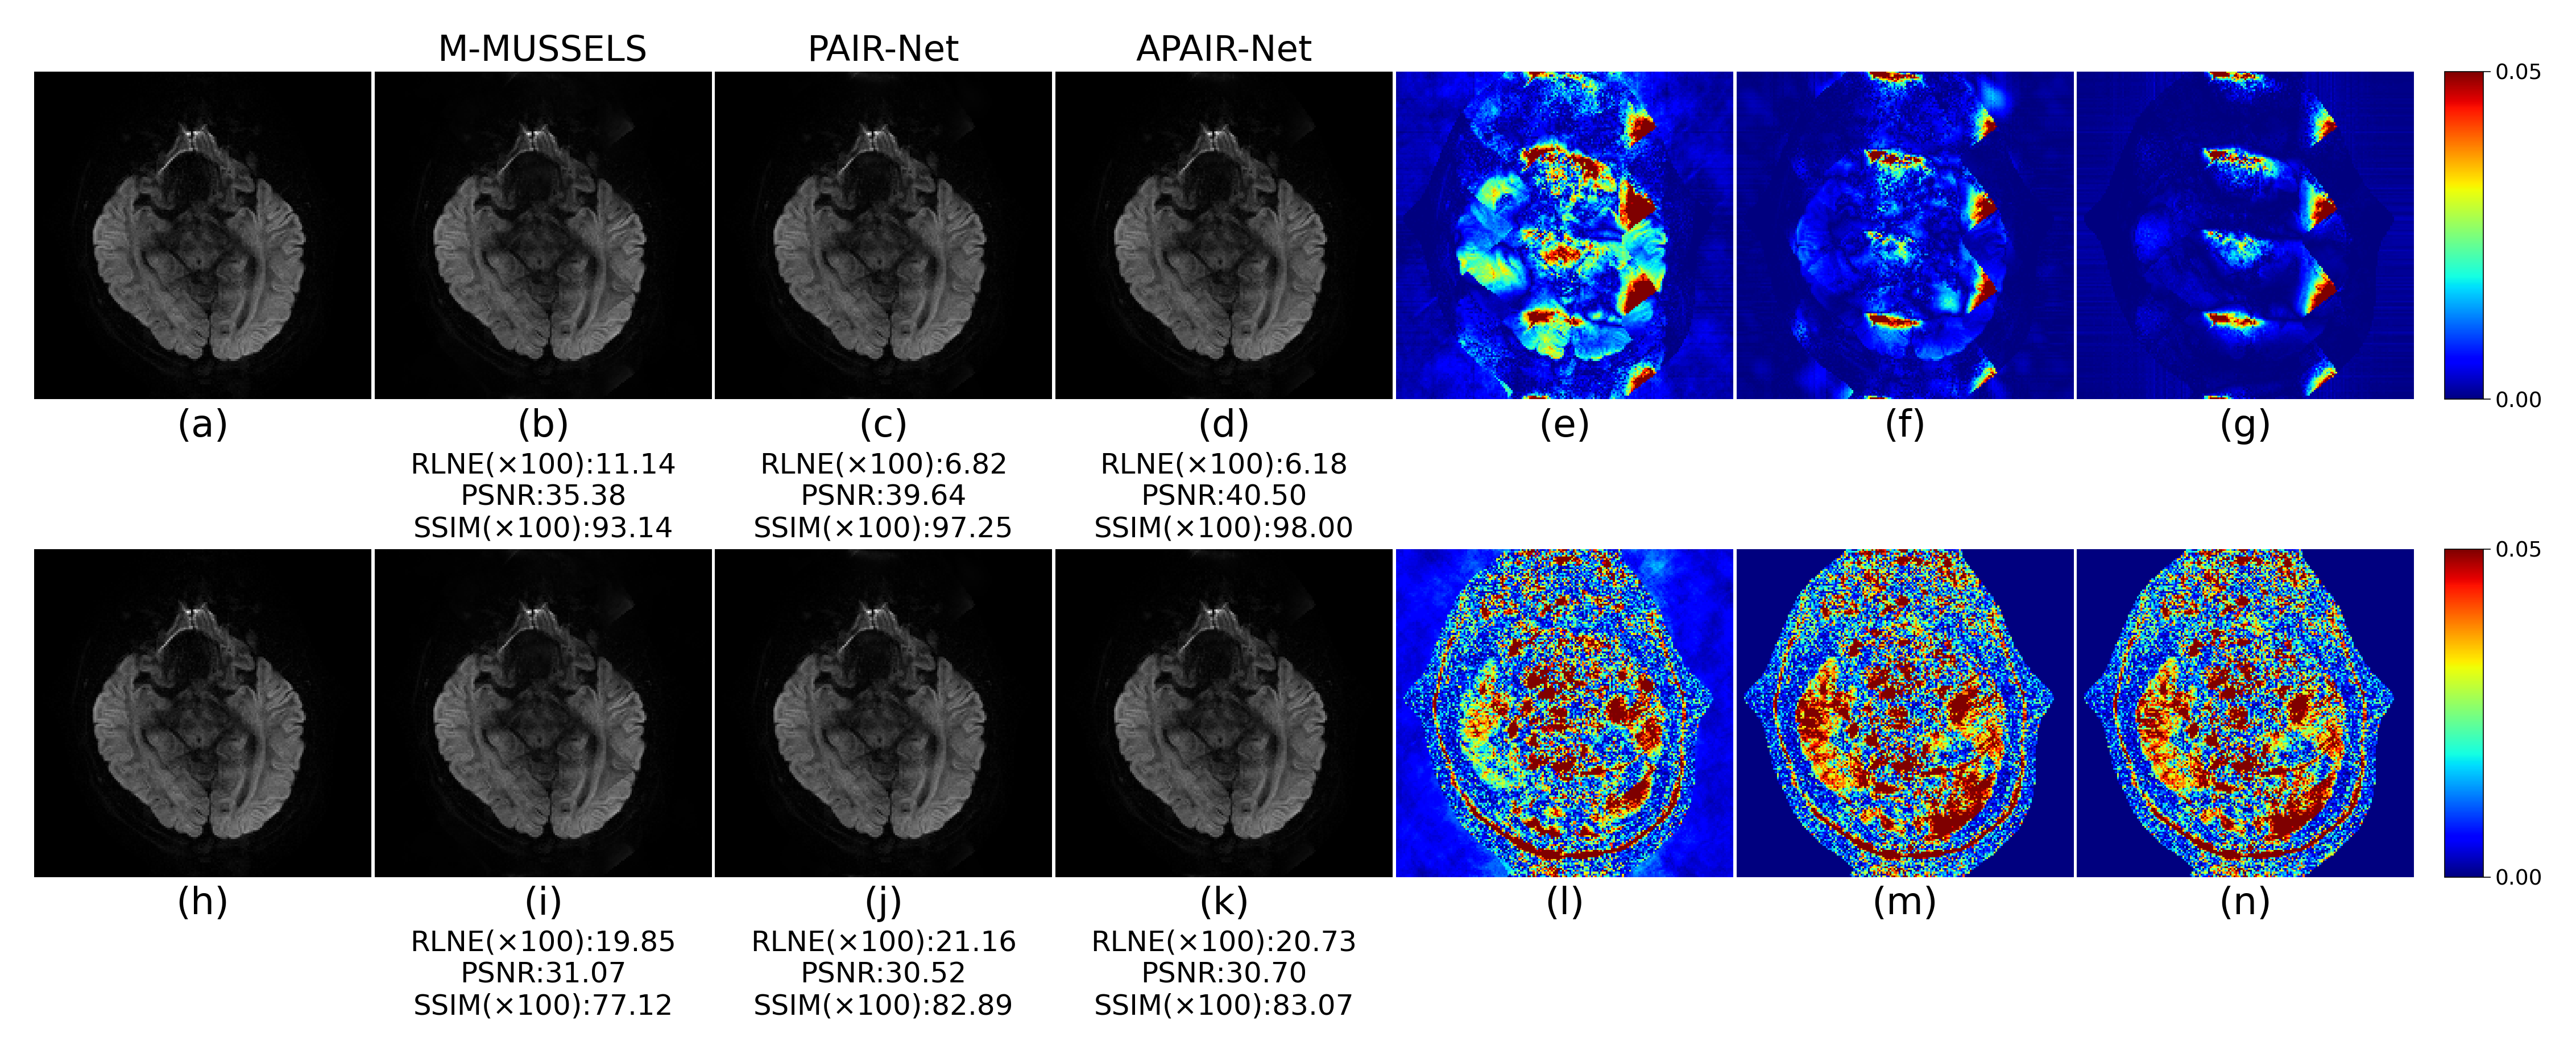 M-MUSSELS
PAIR-Net
APAIR-Net
0.05
0.00
(a)
(b)
(c)
(d)
(e)
(f)
(g)
RLNE(×100):11.14
PSNR:35.38
SSIM(×100):93.14
RLNE(×100):6.82
PSNR:39.64
SSIM(×100):97.25
RLNE(×100):6.18
PSNR:40.50
SSIM(×100):98.00
0.05
0.00
(h)
(i)
(j)
(k)
(l)
(m)
(n)
RLNE(×100):19.85
PSNR:31.07
SSIM(×100):77.12
RLNE(×100):21.16
PSNR:30.52
SSIM(×100):82.89
RLNE(×100):20.73
PSNR:30.70
SSIM(×100):83.07